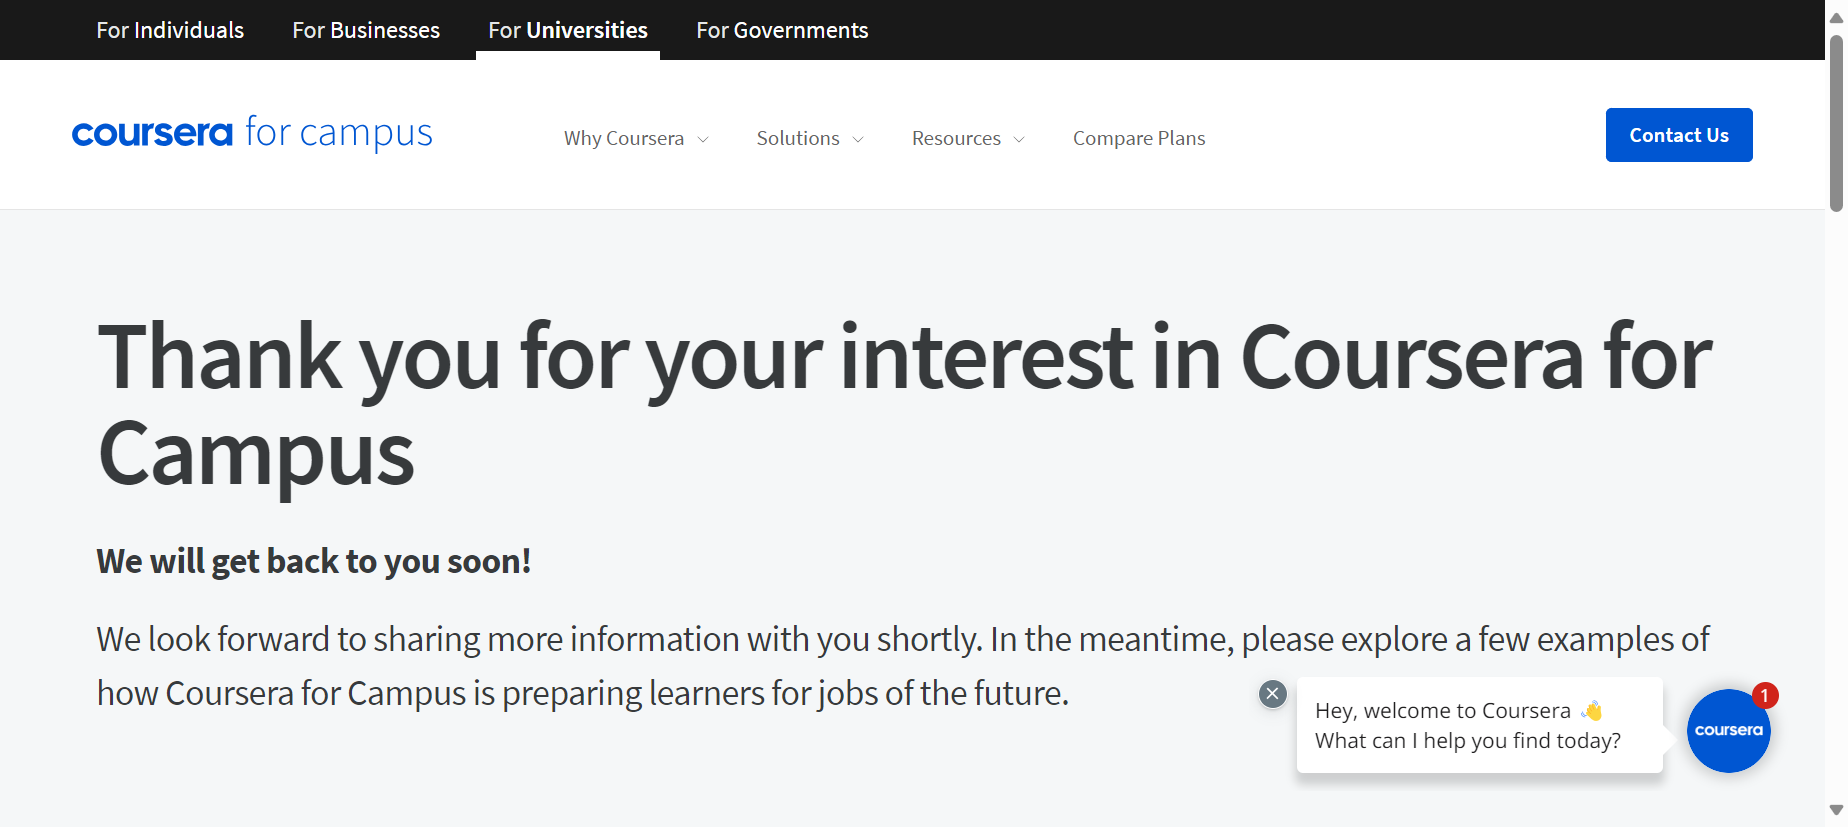 For Individuals
For Businesses
For Universities
For Governments
coursera for campus
Why Coursera
Solutions
Resources
Compare Plans
Contact Us
Thank you for your interest in Coursera for
Campus
We will get back to you soon!
We look forward to sharing more information with you shortly. In the meantime, please explore a few examples of
how Coursera for Campus is preparing learners for jobs of the future.
Hey, welcome to Coursera 👋
What can I help you find today?
1
coursera